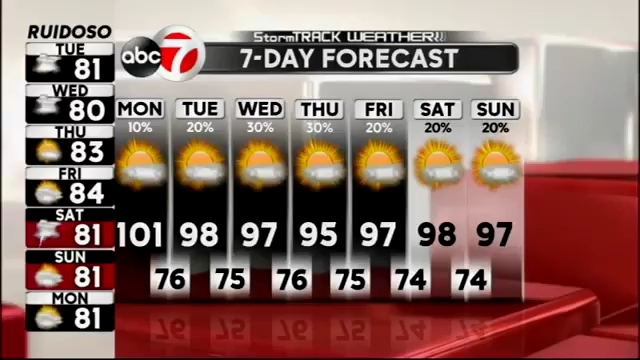 RUIDOSO
TUE
81
WED
80
THU
83
FRI
84
SAT
81
SUN
81
MON
81
abc 7
StormTRACK WEATHER
7-DAY FORECAST
MON TUE WED THU FRI SAT SUN
10% 20% 30% 30% 20% 20% 20%
101 98 97 95 97 98 97
76 75 76 75 74 74